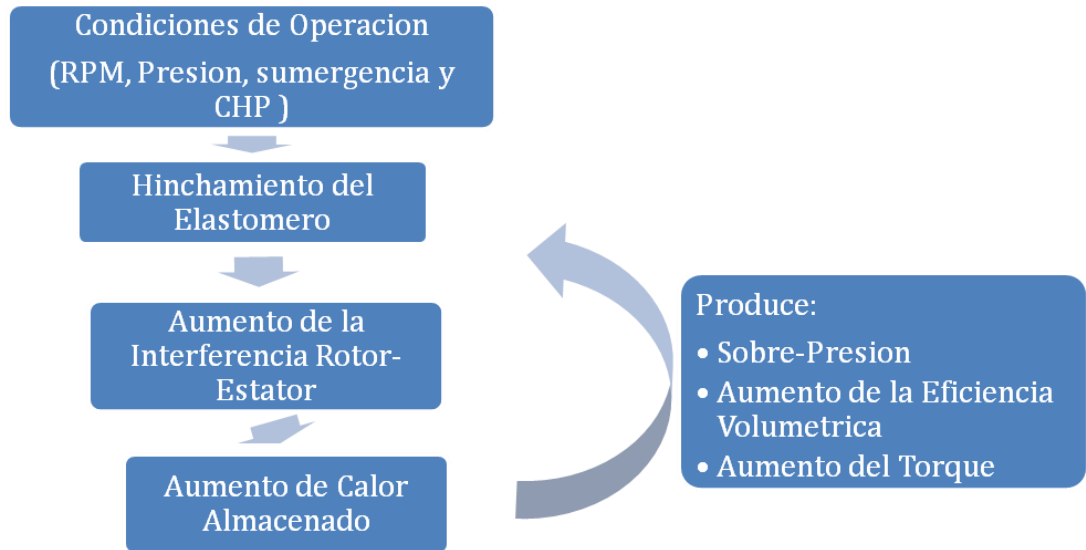 Condiciones de Operacion
(RPM, Presion, sumergencia y
CHP )
Hinchamiento del
Elastomero
Aumento de la
Interferencia Rotor-
Estator
Aumento de Calor
Almacenado
Produce:
• Sobre-Presion
• Aumento de la Eficiencia
Volumetrica
• Aumento del Torque